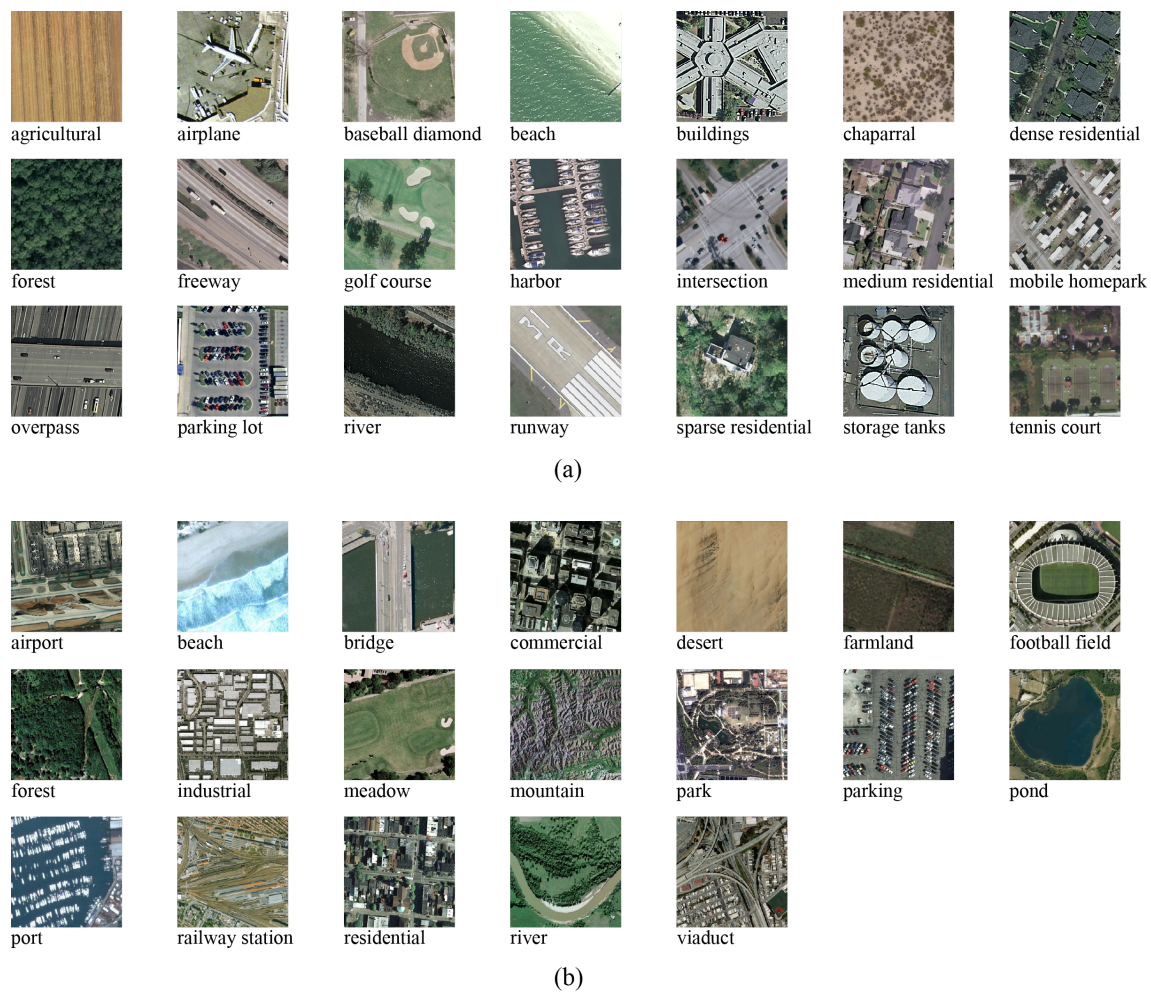 agricultural
airplane
baseball diamond
beach
buildings
chaparral
dense residential
forest
freeway
golf course
harbor
intersection
medium residential
mobile homepark
overpass
parking lot
river
runway
sparse residential
storage tanks
tennis court
(a)
airport
beach
bridge
commercial
desert
farmland
football field
forest
industrial
meadow
mountain
park
parking
pond
port
railway station
residential
river
viaduct
(b)